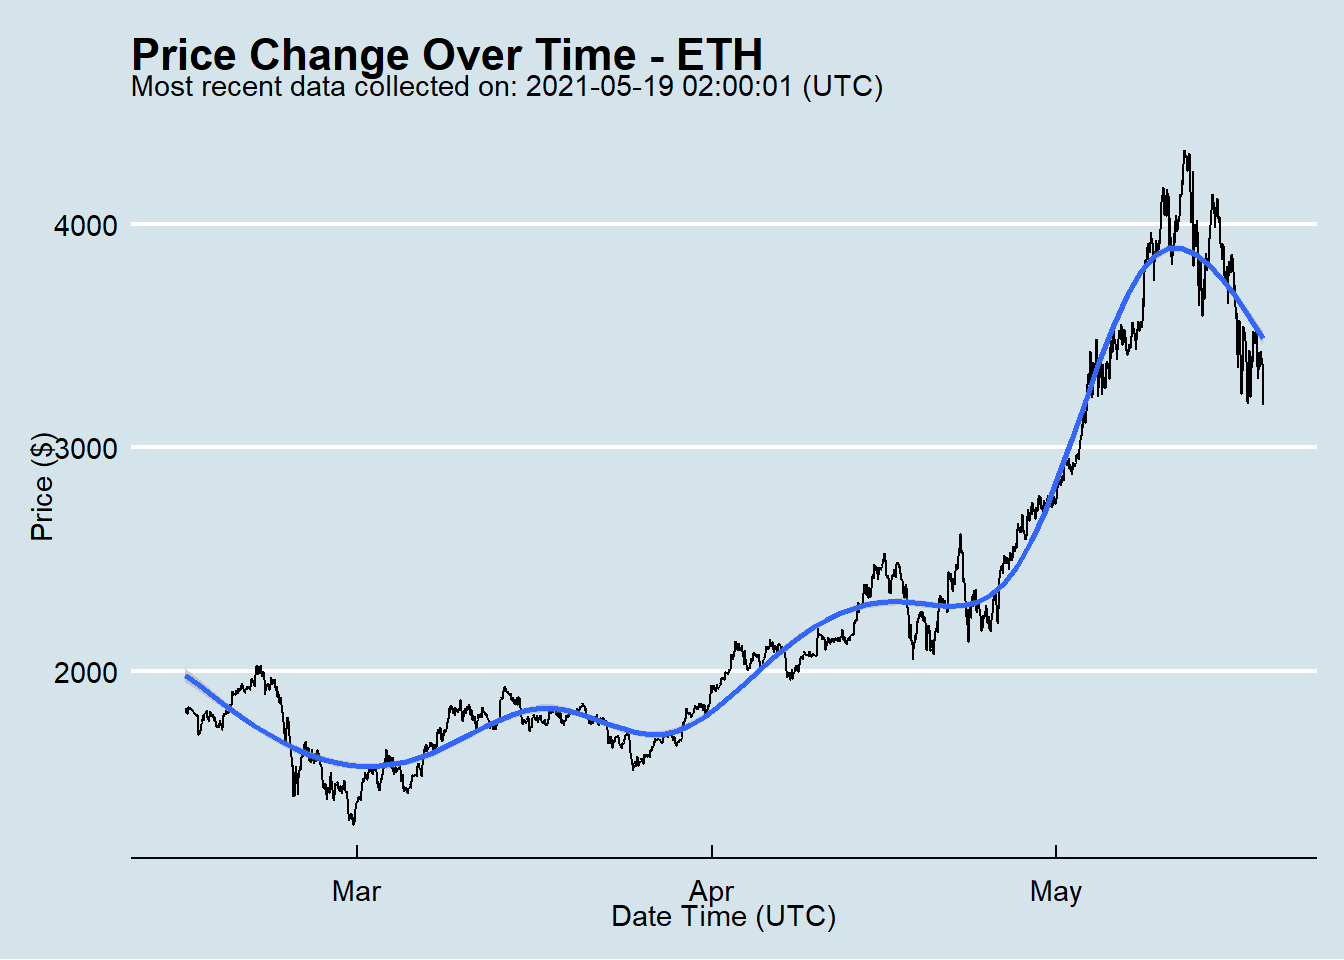 Price Change Over Time - ETH
Most recent data collected on: 2021-05-19 02:00:01 (UTC)
4000
3000
2000
Price ($)
Mar
Apr
May
Date Time (UTC)